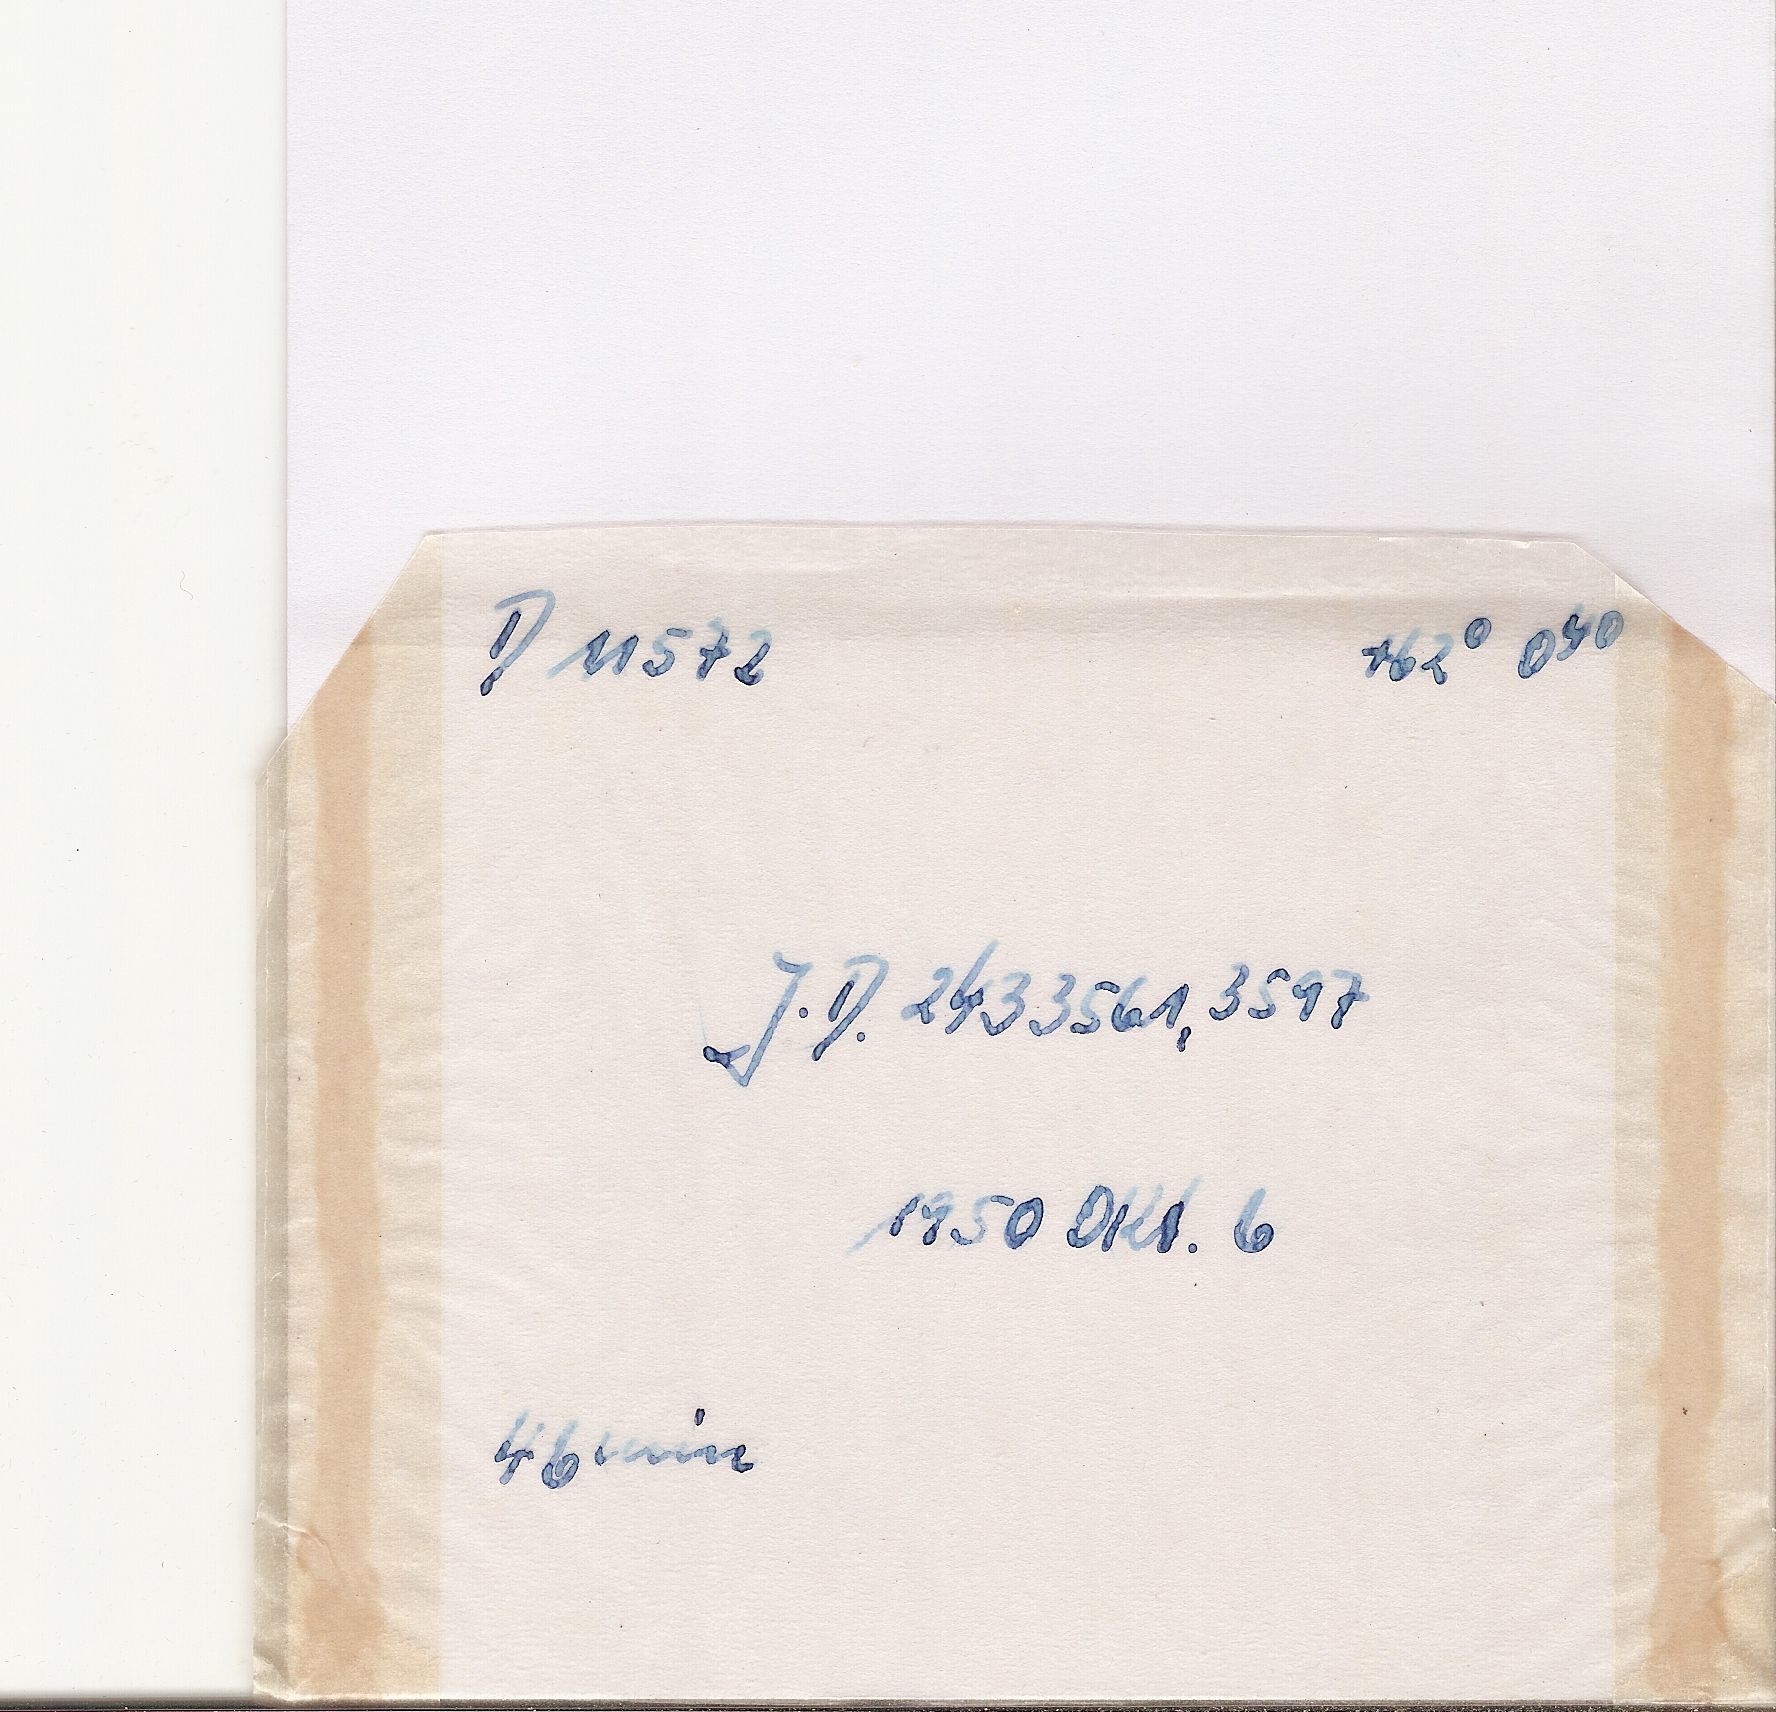 D 11572 +62° 0⁴⁰
J.D. 2433561,3597
1950 Okt. 6
46 min